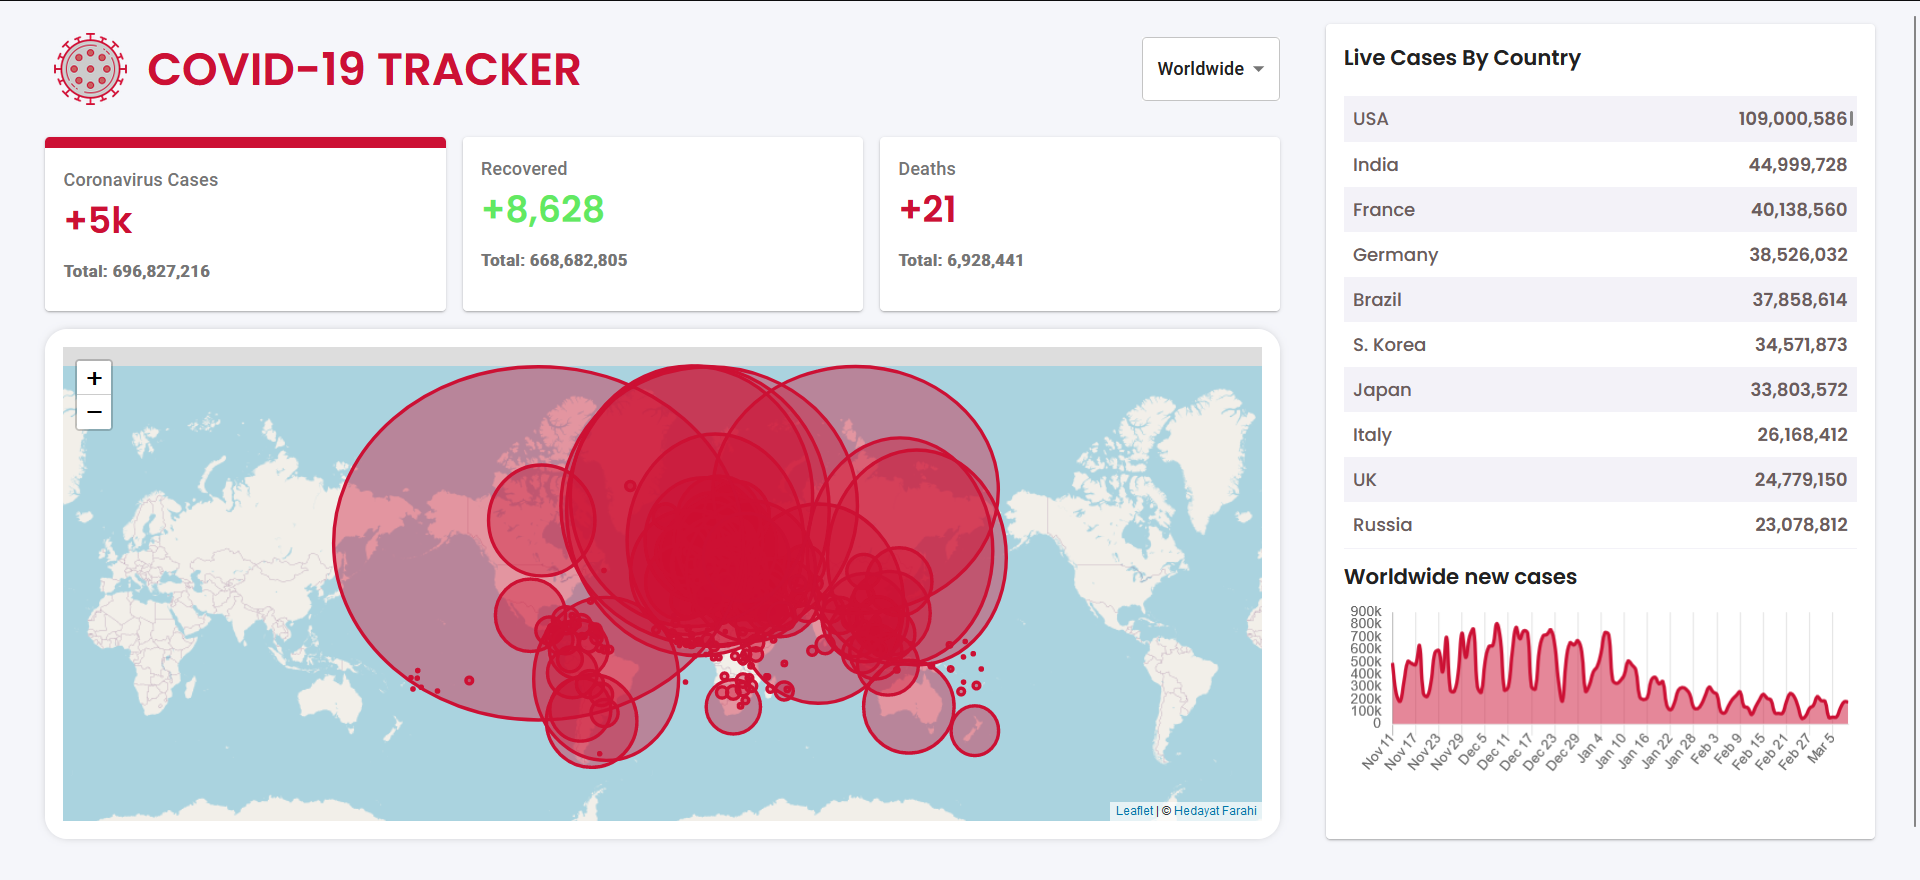 COVID-19 TRACKER
Worldwide
Coronavirus Cases
+5k
Total: 696,827,216
Recovered
+8,628
Total: 668,682,805
Deaths
+21
Total: 6,928,441
+
−
Leaflet | © Hedayat Farahi
Live Cases By Country
USA 109,000,586
India 44,999,728
France 40,138,560
Germany 38,526,032
Brazil 37,858,614
S. Korea 34,571,873
Japan 33,803,572
Italy 26,168,412
UK 24,779,150
Russia 23,078,812
Worldwide new cases
900k
800k
700k
600k
500k
400k
300k
200k
100k
0
Nov 11 Nov 17 Nov 23 Nov 29 Dec 5 Dec 11 Dec 17 Dec 23 Dec 29 Jan 4 Jan 10 Jan 16 Jan 22 Jan 28 Feb 3 Feb 9 Feb 15 Feb 21 Feb 27 Mar 5